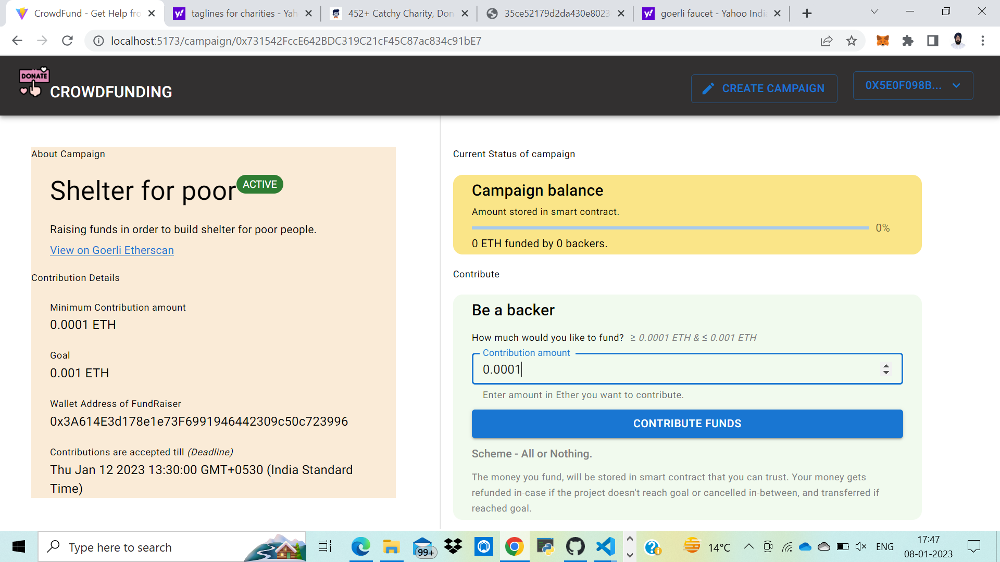 CrowdFund - Get Help fro
taglines for charities - Yah
452+ Catchy Charity, Don
35ce52179d2da430e8023
goerli faucet - Yahoo India
localhost:5173/campaign/0x731542FccE642BDC319C21cF45C87ac834c91bE7
DONATE
CROWDFUNDING
CREATE CAMPAIGN
0X5E0F098B...
About Campaign
Shelter for poor
ACTIVE
Raising funds in order to build shelter for poor people.
View on Goerli Etherscan
Contribution Details
Minimum Contribution amount
0.0001 ETH
Goal
0.001 ETH
Wallet Address of FundRaiser
0x3A614E3d178e1e73F6991946442309c50c723996
Contributions are accepted till (Deadline)
Thu Jan 12 2023 13:30:00 GMT+0530 (India Standard
Time)
Current Status of campaign
Campaign balance
Amount stored in smart contract.
0%
0 ETH funded by 0 backers.
Contribute
Be a backer
How much would you like to fund? ≥ 0.0001 ETH & ≤ 0.001 ETH
Contribution amount
0.0001
Enter amount in Ether you want to contribute.
CONTRIBUTE FUNDS
Scheme - All or Nothing.
The money you fund, will be stored in smart contract that you can trust. Your money gets
refunded in-case if the project doesn't reach goal or cancelled in-between, and transferred if
reached goal.
Type here to search
99+
14°C
ENG
17:47
08-01-2023